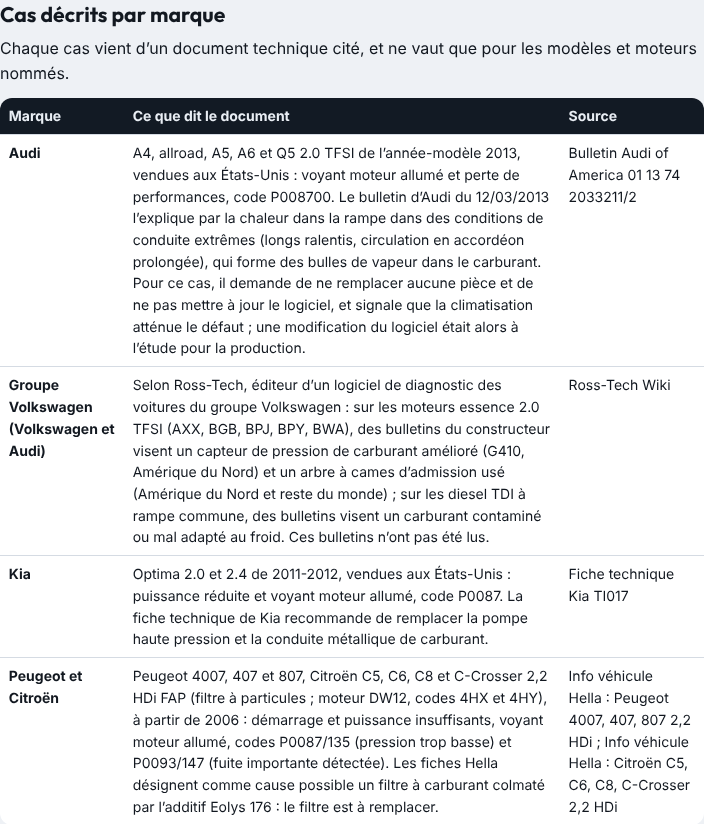 Cas décrits par marque
Chaque cas vient d’un document technique cité, et ne vaut que pour les modèles et moteurs
nommés.
Marque
Ce que dit le document
Source
Audi
A4, allroad, A5, A6 et Q5 2.0 TFSI de l’année-modèle 2013,
vendues aux États-Unis : voyant moteur allumé et perte de
performances, code P008700. Le bulletin d’Audi du 12/03/2013
l’explique par la chaleur dans la rampe dans des conditions de
conduite extrêmes (longs ralentis, circulation en accordéon
prolongée), qui forme des bulles de vapeur dans le carburant.
Pour ce cas, il demande de ne remplacer aucune pièce et de
ne pas mettre à jour le logiciel, et signale que la climatisation
atténue le défaut ; une modification du logiciel était alors à
l’étude pour la production.
Bulletin Audi of
America 01 13 74
2033211/2
Groupe
Volkswagen
(Volkswagen et
Audi)
Selon Ross-Tech, éditeur d’un logiciel de diagnostic des
voitures du groupe Volkswagen : sur les moteurs essence 2.0
TFSI (AXX, BGB, BPJ, BPY, BWA), des bulletins du constructeur
visent un capteur de pression de carburant amélioré (G410,
Amérique du Nord) et un arbre à cames d’admission usé
(Amérique du Nord et reste du monde) ; sur les diesel TDI à
rampe commune, des bulletins visent un carburant contaminé
ou mal adapté au froid. Ces bulletins n’ont pas été lus.
Ross-Tech Wiki
Kia
Optima 2.0 et 2.4 de 2011-2012, vendues aux États-Unis :
puissance réduite et voyant moteur allumé, code P0087. La
fiche technique de Kia recommande de remplacer la pompe
haute pression et la conduite métallique de carburant.
Fiche technique
Kia TI017
Peugeot et
Citroën
Peugeot 4007, 407 et 807, Citroën C5, C6, C8 et C-Crosser 2,2
HDi FAP (filtre à particules ; moteur DW12, codes 4HX et 4HY),
à partir de 2006 : démarrage et puissance insuffisants, voyant
moteur allumé, codes P0087/135 (pression trop basse) et
P0093/147 (fuite importante détectée). Les fiches Hella
désignent comme cause possible un filtre à carburant colmaté
par l’additif Eolys 176 : le filtre est à remplacer.
Info véhicule
Hella : Peugeot
4007, 407, 807 2,2
HDi ; Info véhicule
Hella : Citroën C5,
C6, C8, C-Crosser
2,2 HDi